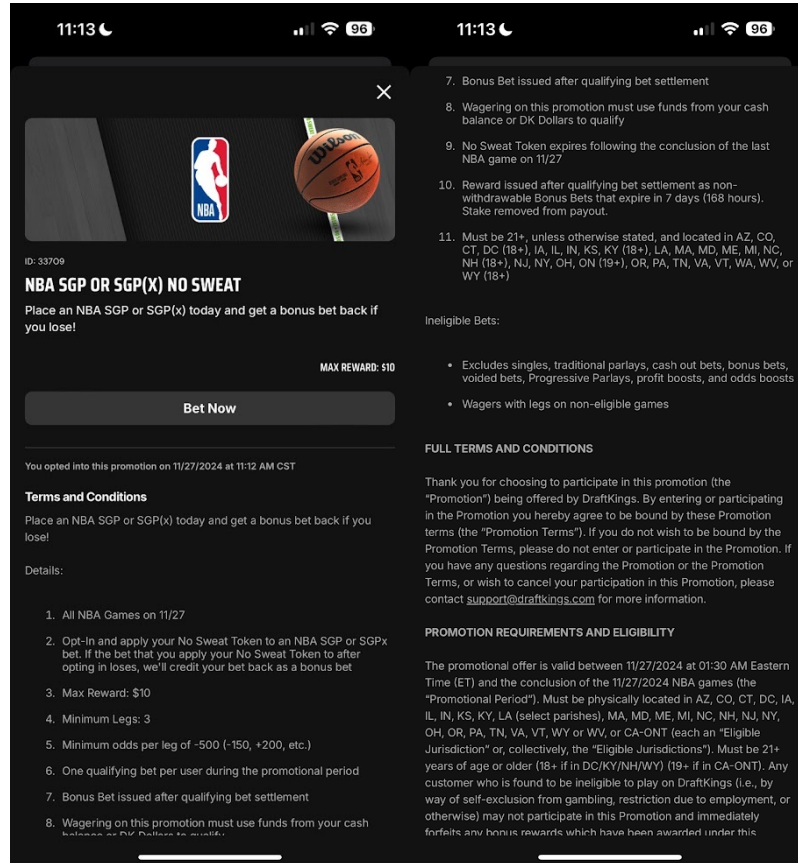 11:13
96
Wilson
NBA
ID: 33709
NBA SGP OR SGP(X) NO SWEAT
Place an NBA SGP or SGP(x) today and get a bonus bet back if
you lose!
MAX REWARD: $10
Bet Now
You opted into this promotion on 11/27/2024 at 11:12 AM CST
Terms and Conditions
Place an NBA SGP or SGP(x) today and get a bonus bet back if you
lose!
Details:
1. All NBA Games on 11/27
2. Opt-In and apply your No Sweat Token to an NBA SGP or SGPx
bet. If the bet that you apply your No Sweat Token to after
opting in loses, we'll credit your bet back as a bonus bet
3. Max Reward: $10
4. Minimum Legs: 3
5. Minimum odds per leg of -500 (-150, +200, etc.)
6. One qualifying bet per user during the promotional period
7. Bonus Bet issued after qualifying bet settlement
8. Wagering on this promotion must use funds from your cash
balance or DK Dollars to qualify
11:13
96
7. Bonus Bet issued after qualifying bet settlement
8. Wagering on this promotion must use funds from your cash
balance or DK Dollars to qualify
9. No Sweat Token expires following the conclusion of the last
NBA game on 11/27
10. Reward issued after qualifying bet settlement as non-
withdrawable Bonus Bets that expire in 7 days (168 hours).
Stake removed from payout.
11. Must be 21+, unless otherwise stated, and located in AZ, CO,
CT, DC (18+), IA, IL, IN, KS, KY (18+), LA, MA, MD, ME, MI, NC,
NH (18+), NJ, NY, OH, ON (19+), OR, PA, TN, VA, VT, WA, WV, or
WY (18+)
Ineligible Bets:
• Excludes singles, traditional parlays, cash out bets, bonus bets,
voided bets, Progressive Parlays, profit boosts, and odds boosts
• Wagers with legs on non-eligible games
FULL TERMS AND CONDITIONS
Thank you for choosing to participate in this promotion (the
"Promotion") being offered by DraftKings. By entering or participating
in the Promotion you hereby agree to be bound by these Promotion
terms (the "Promotion Terms"). If you do not wish to be bound by the
Promotion Terms, please do not enter or participate in the Promotion. If
you have any questions regarding the Promotion or the Promotion
Terms, or wish to cancel your participation in this Promotion, please
contact support@draftkings.com for more information.
PROMOTION REQUIREMENTS AND ELIGIBILITY
The promotional offer is valid between 11/27/2024 at 01:30 AM Eastern
Time (ET) and the conclusion of the 11/27/2024 NBA games (the
"Promotional Period"). Must be physically located in AZ, CO, CT, DC, IA,
IL, IN, KS, KY, LA (select parishes), MA, MD, ME, MI, NC, NH, NJ, NY,
OH, OR, PA, TN, VA, VT, WY or WV, or CA-ONT (each an "Eligible
Jurisdiction" or, collectively, the "Eligible Jurisdictions"). Must be 21+
years of age or older (18+ if in DC/KY/NH/WY) (19+ if in CA-ONT). Any
customer who is found to be ineligible to play on DraftKings (i.e., by
way of self-exclusion from gambling, restriction due to employment, or
otherwise) may not participate in this Promotion and immediately
forfeits any bonus rewards which have been awarded under this